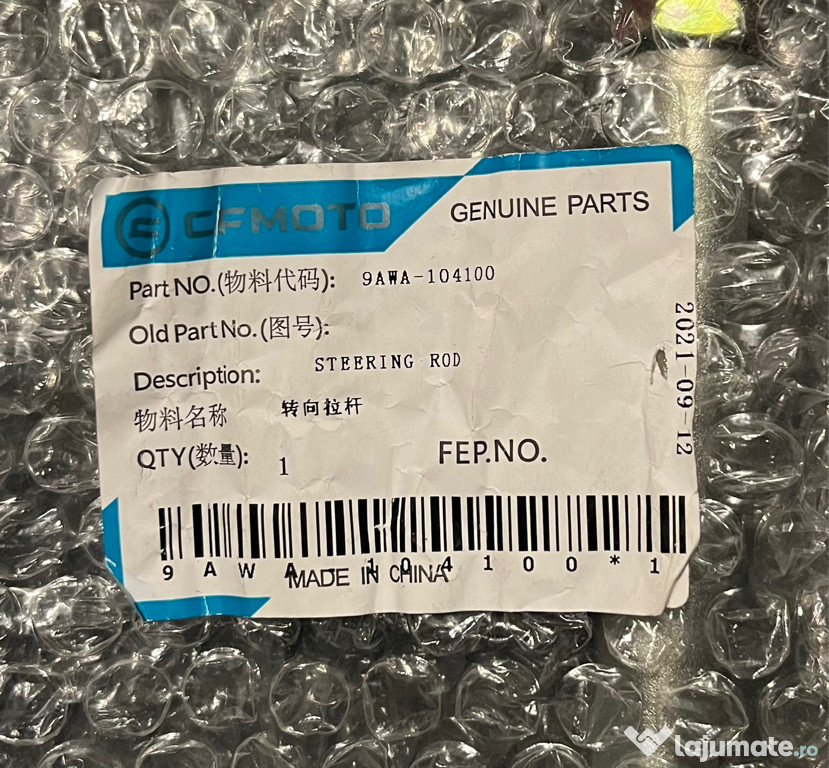 CFMOTO
GENUINE PARTS
Part NO.(物料代码): 9AWA-104100
Old Part No.(图号):
Description: STEERING ROD
物料名称 转向拉杆
QTY(数量): 1
FEP.NO.
2021-09-12
9AWA-104100*1
MADE IN CHINA
lajumate.ro